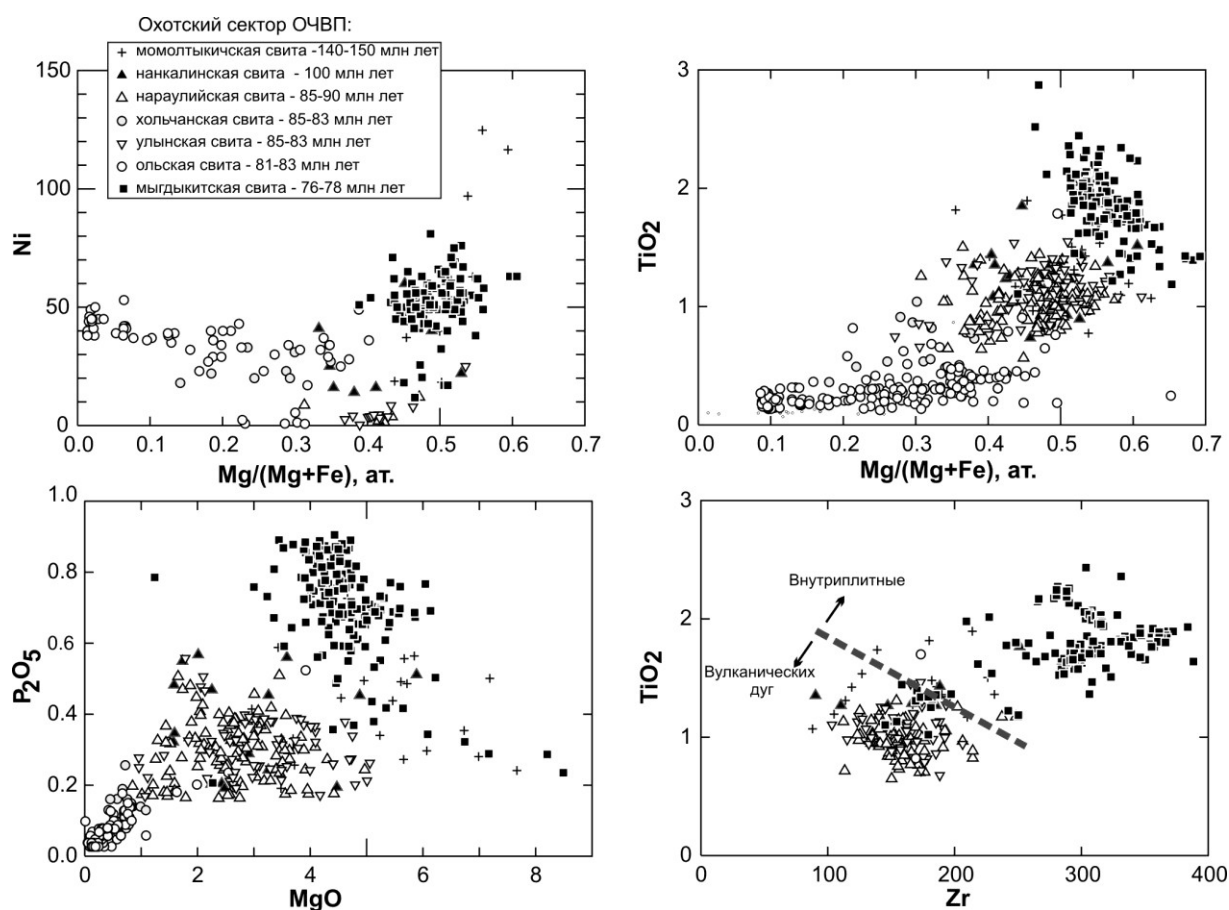 Охотский сектор ОЧВП:
+ момолтыкичская свита -140-150 млн лет
▲ нанкалинская свита - 100 млн лет
△ нараулийская свита - 85-90 млн лет
○ хольчанская свита - 85-83 млн лет
▽ улынская свита - 85-83 млн лет
○ ольская свита - 81-83 млн лет
■ мыгдыкитская свита - 76-78 млн лет
150
100
50
0
Ni
0.0 0.1 0.2 0.3 0.4 0.5 0.6 0.7
Mg/(Mg+Fe), ат.
3
2
1
0
TiO2
0.0 0.1 0.2 0.3 0.4 0.5 0.6 0.7
Mg/(Mg+Fe), ат.
1.0
0.8
0.6
0.4
0.2
0.0
P2O5
0 2 4 6 8
MgO
3
2
1
0
TiO2
Внутриплитные
Вулканических
дуг
100 200 300 400
Zr